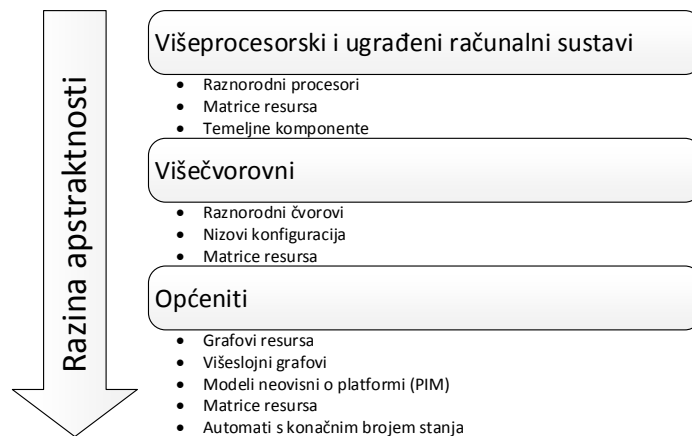 Razina apstraktnosti
Višeprocesorski i ugrađeni računalni sustavi
• Raznorodni procesori
• Matrice resursa
• Temeljne komponente
Višečvorovni
• Raznorodni čvorovi
• Nizovi konfiguracija
• Matrice resursa
Općeniti
• Grafovi resursa
• Višeslojni grafovi
• Modeli neovisni o platformi (PIM)
• Matrice resursa
• Automati s konačnim brojem stanja